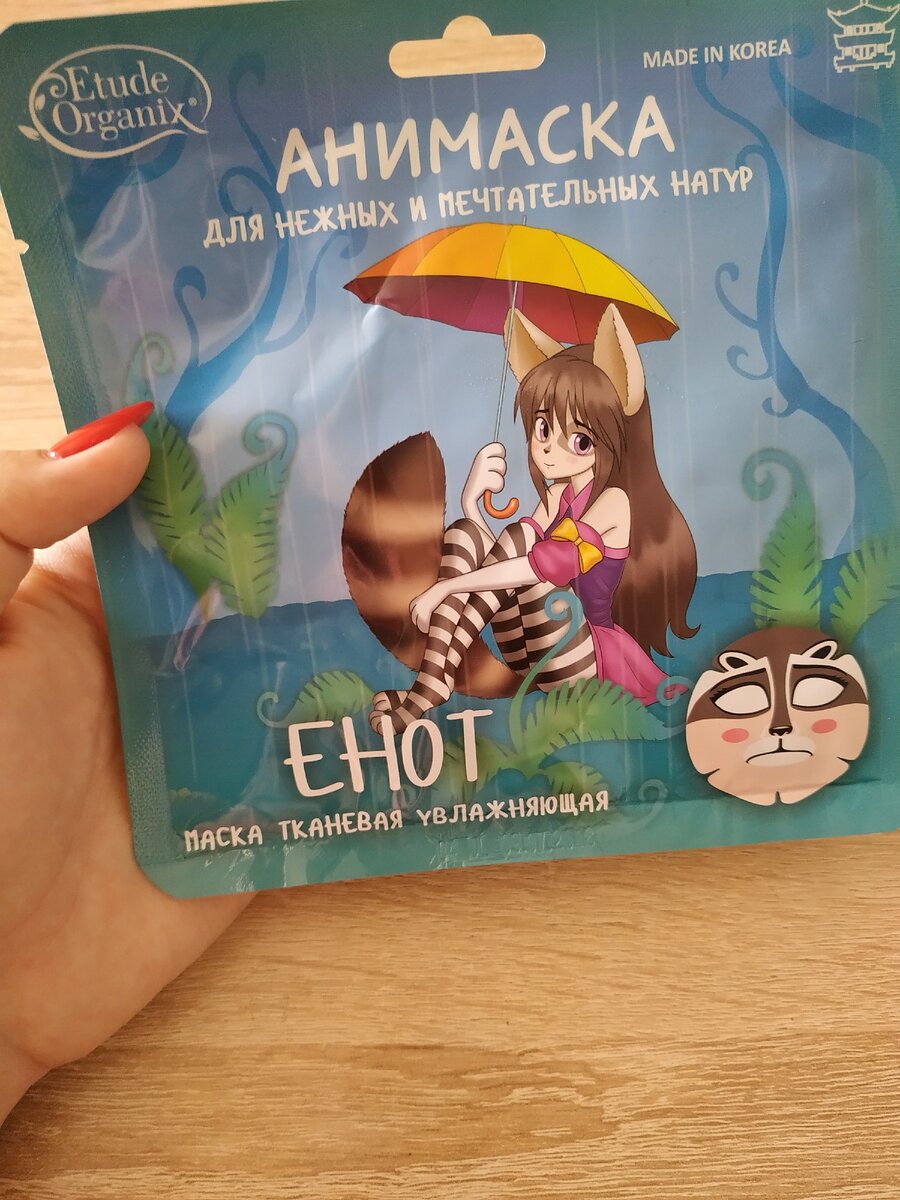 Etude
Organix®
MADE IN KOREA
АНИМАСКА
ДЛЯ НЕЖНЫХ И МЕЧТАТЕЛЬНЫХ НАТУР
ЕНОТ
МАСКА ТКАНЕВАЯ УВЛАЖНЯЮЩАЯ